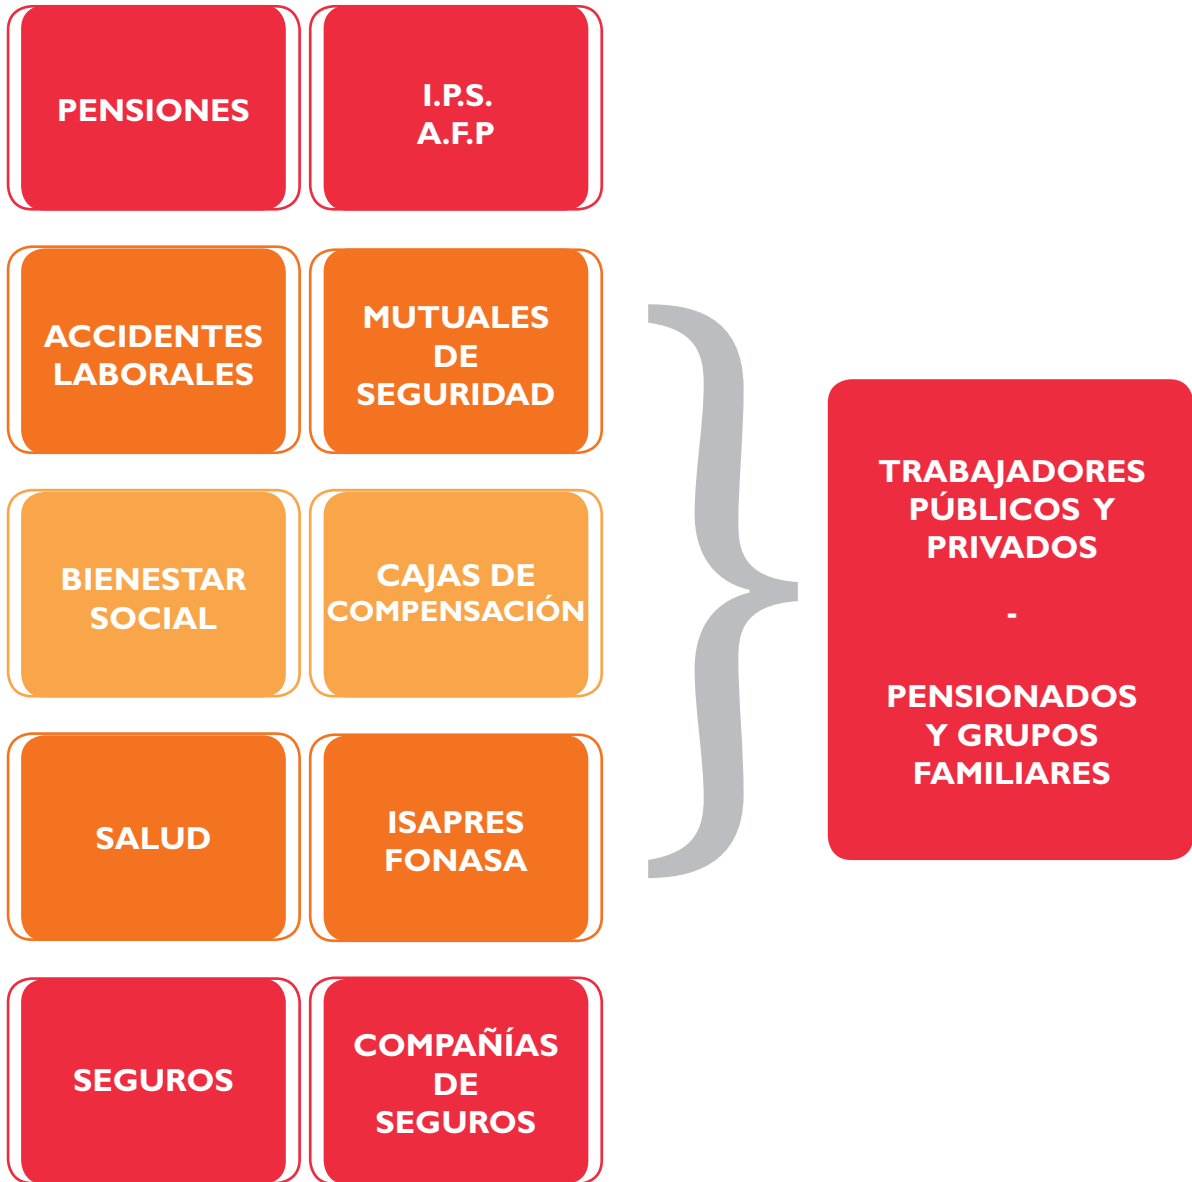 PENSIONES
I.P.S.
A.F.P
ACCIDENTES
LABORALES
MUTUALES
DE
SEGURIDAD
BIENESTAR
SOCIAL
CAJAS DE
COMPENSACIÓN
SALUD
ISAPRES
FONASA
SEGUROS
COMPAÑÍAS
DE
SEGUROS
TRABAJADORES
PÚBLICOS Y
PRIVADOS
-
PENSIONADOS
Y GRUPOS
FAMILIARES